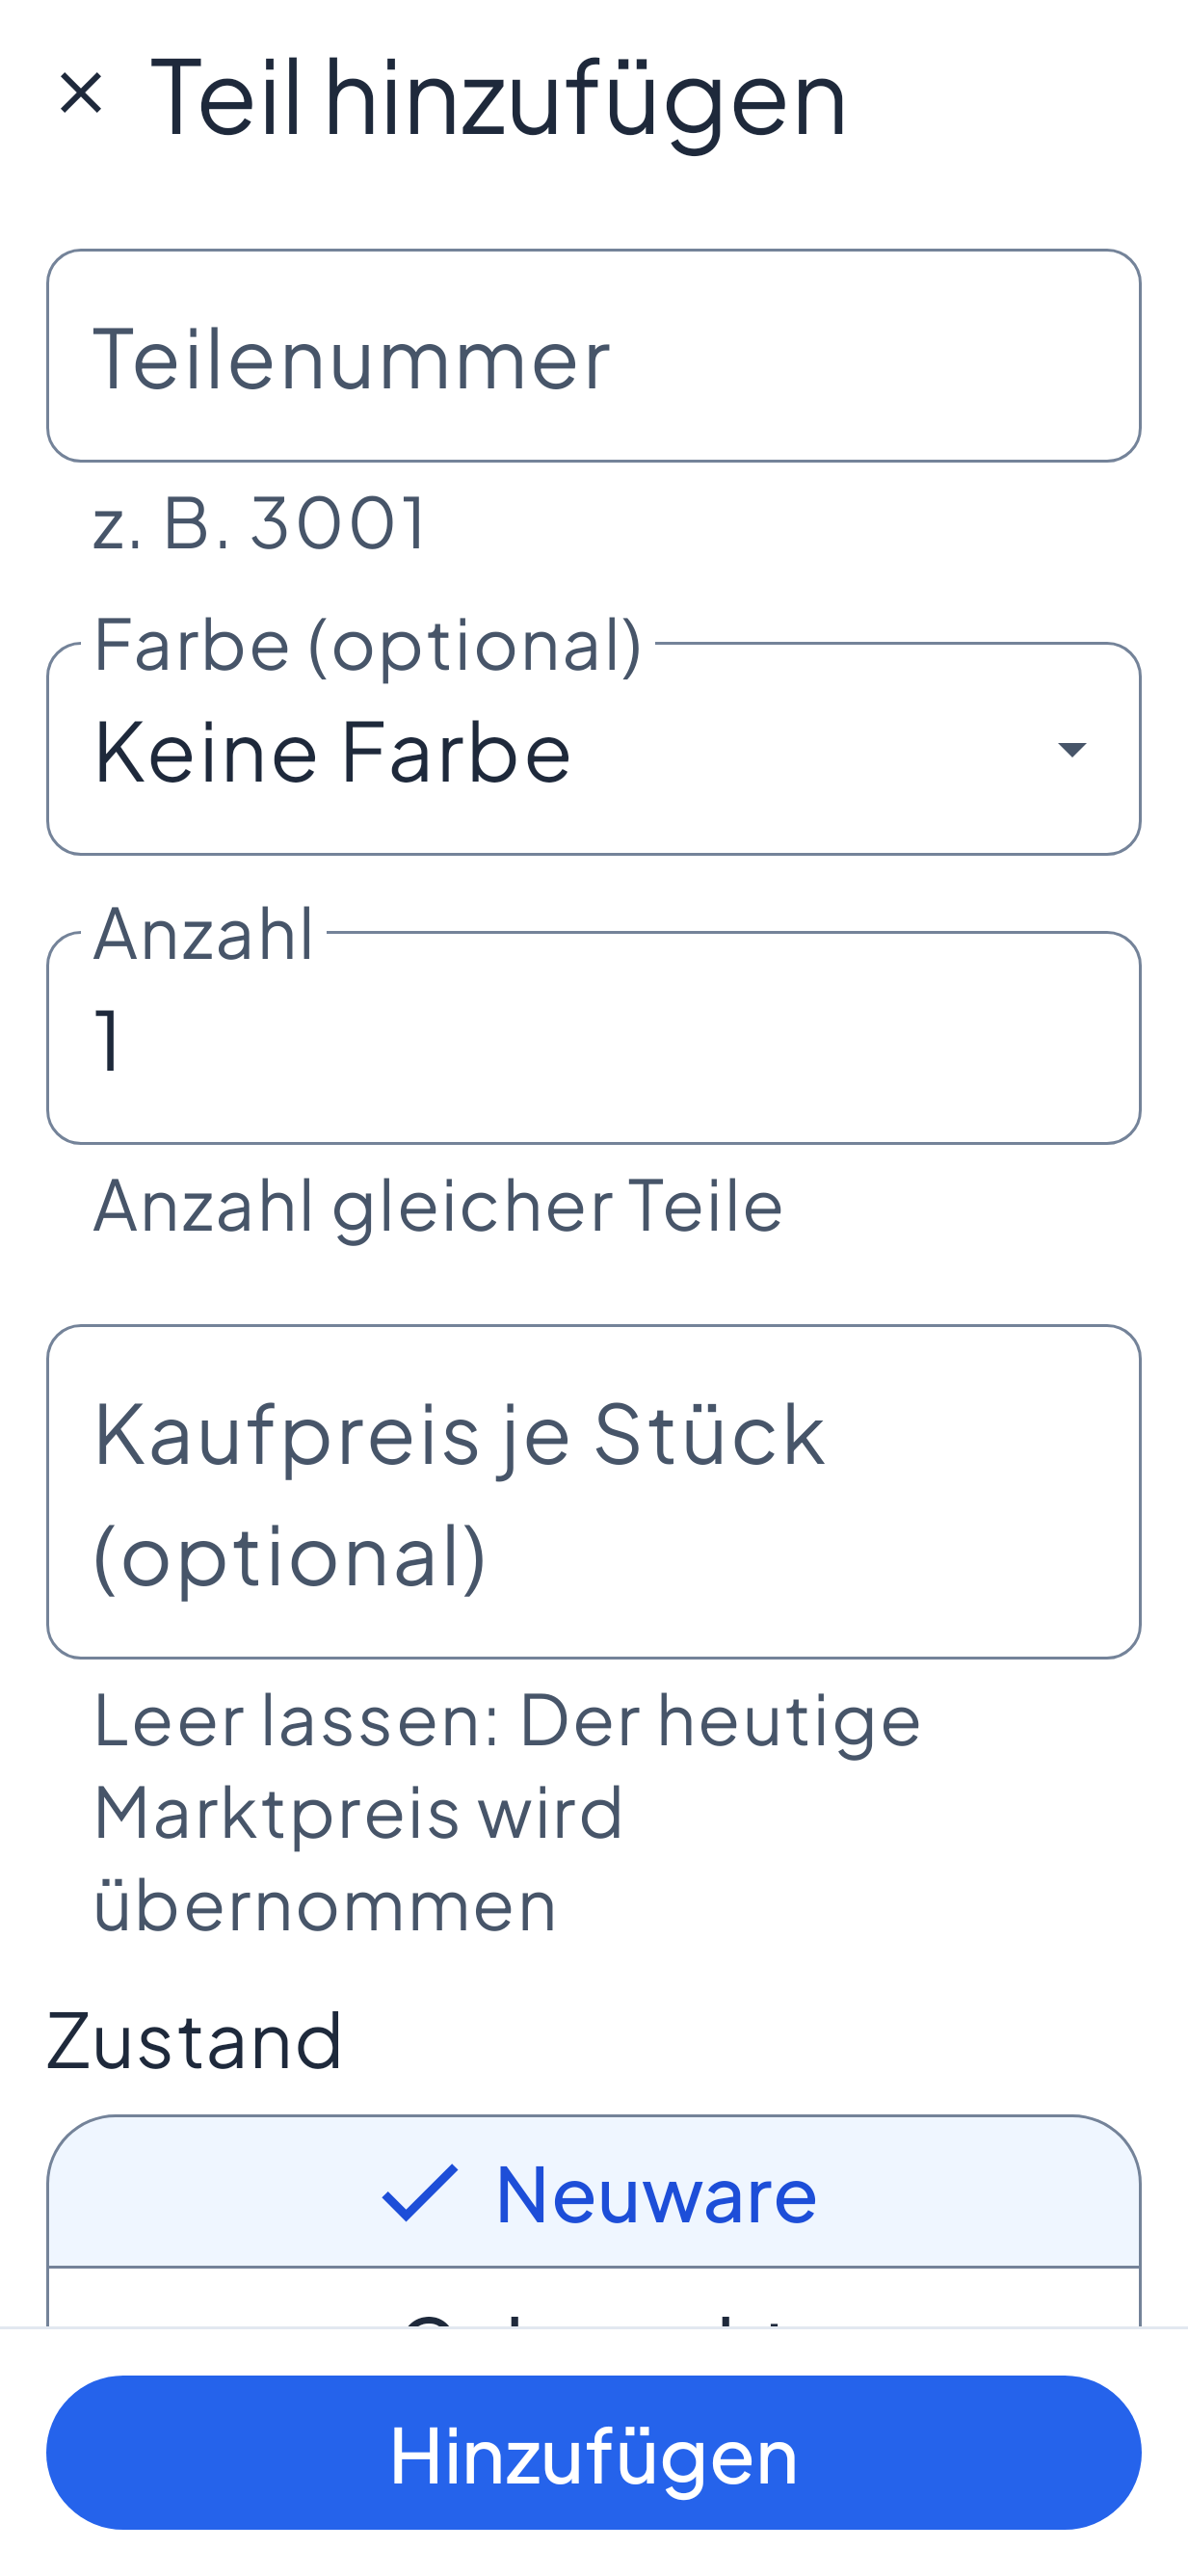 Teil hinzufügen
Teilenummer
z. B. 3001
Farbe (optional)
Keine Farbe
Anzahl
1
Anzahl gleicher Teile
Kaufpreis je Stück
(optional)
Leer lassen: Der heutige
Marktpreis wird
übernommen
Zustand
Neuware
Hinzufügen